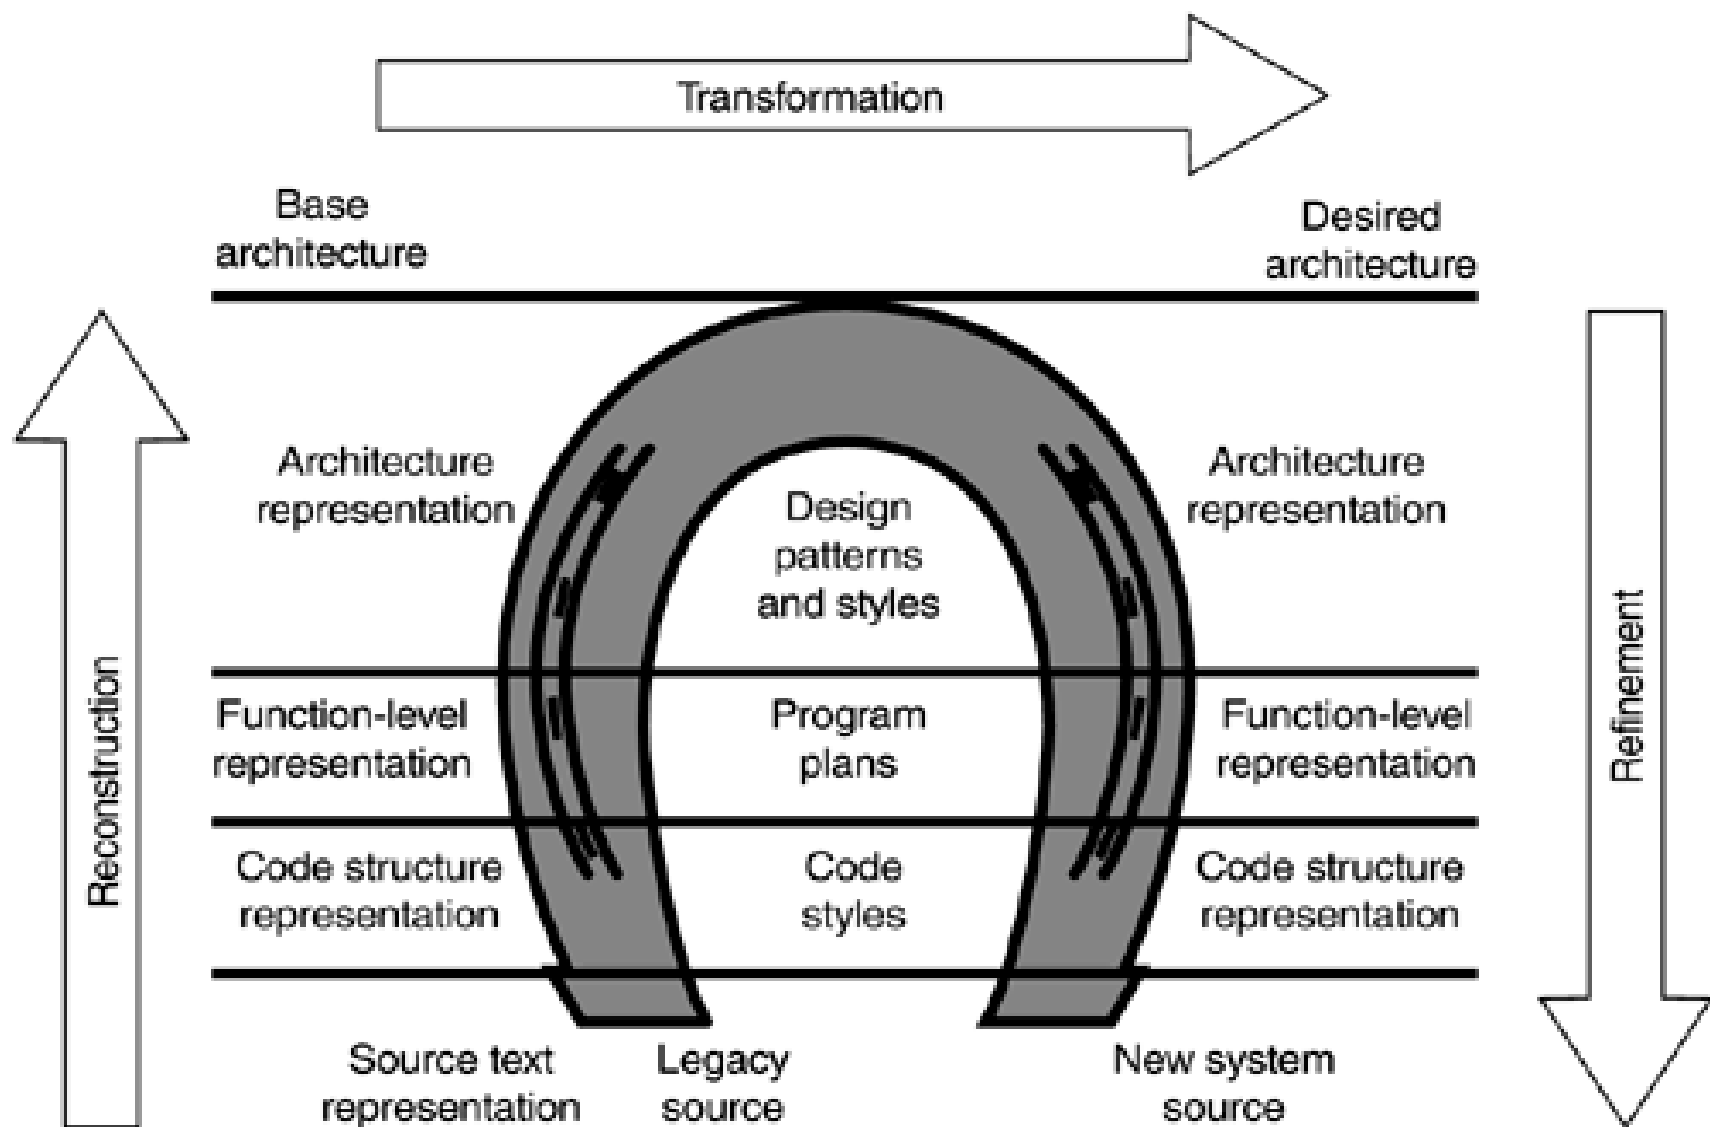 Transformation
Base
architecture
Desired
architecture
Reconstruction
Architecture
representation
Design
patterns
and styles
Architecture
representation
Refinement
Function-level
representation
Program
plans
Function-level
representation
Code structure
representation
Code
styles
Code structure
representation
Source text
representation
Legacy
source
New system
source